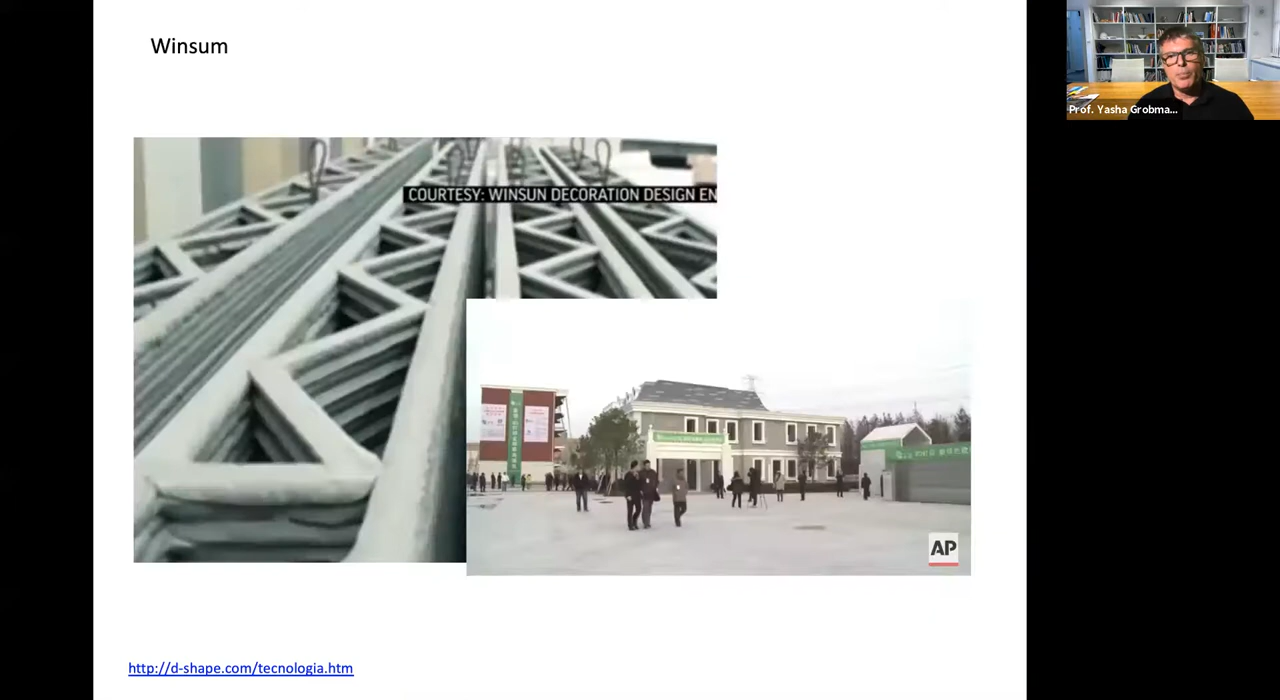 Winsum
Prof. Yasha Grobma...
COURTESY: WINSUN DECORATION DESIGN EN
AP
http://d-shape.com/tecnologia.htm